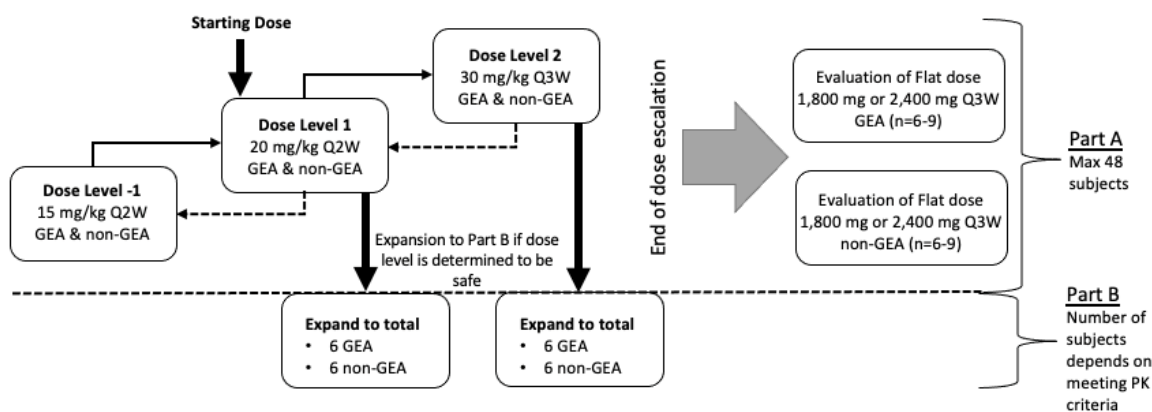 Starting Dose
Dose Level 2
30 mg/kg Q3W
GEA & non-GEA
Dose Level 1
20 mg/kg Q2W
GEA & non-GEA
Dose Level -1
15 mg/kg Q2W
GEA & non-GEA
Expansion to Part B if dose
level is determined to be
safe
Expand to total
• 6 GEA
• 6 non-GEA
Expand to total
• 6 GEA
• 6 non-GEA
End of dose escalation
Evaluation of Flat dose
1,800 mg or 2,400 mg Q3W
GEA (n=6-9)
Evaluation of Flat dose
1,800 mg or 2,400 mg Q3W
non-GEA (n=6-9)
Part A
Max 48
subjects
Part B
Number of
subjects
depends on
meeting PK
criteria